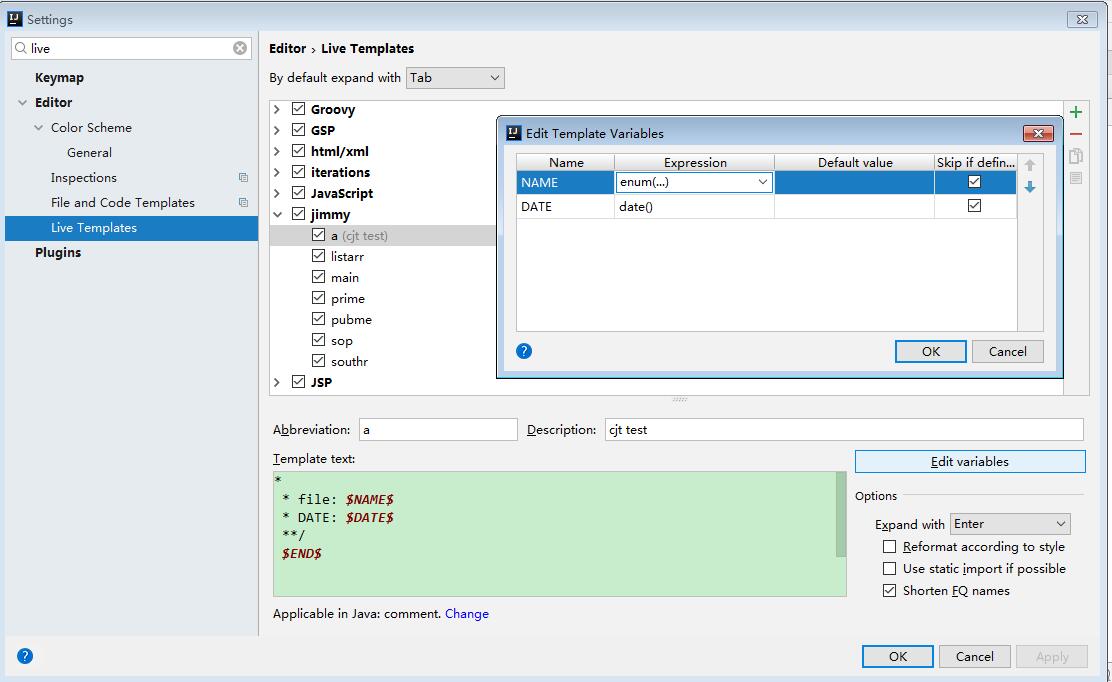 Settings
live
Keymap
Editor
Color Scheme
General
Inspections
File and Code Templates
Live Templates
Plugins
Editor › Live Templates
By default expand with Tab
Groovy
GSP
html/xml
iterations
JavaScript
jimmy
a (cjt test)
listarr
main
prime
pubme
sop
southr
JSP
Edit Template Variables
Name Expression Default value Skip if defin...
NAME enum(...)
DATE date()
OK Cancel
Abbreviation: a Description: cjt test
Template text:
*
* file: $NAME$
* DATE: $DATE$
**/
$END$
Edit variables
Options
Expand with Enter
Reformat according to style
Use static import if possible
Shorten FQ names
Applicable in Java: comment. Change
OK Cancel Apply